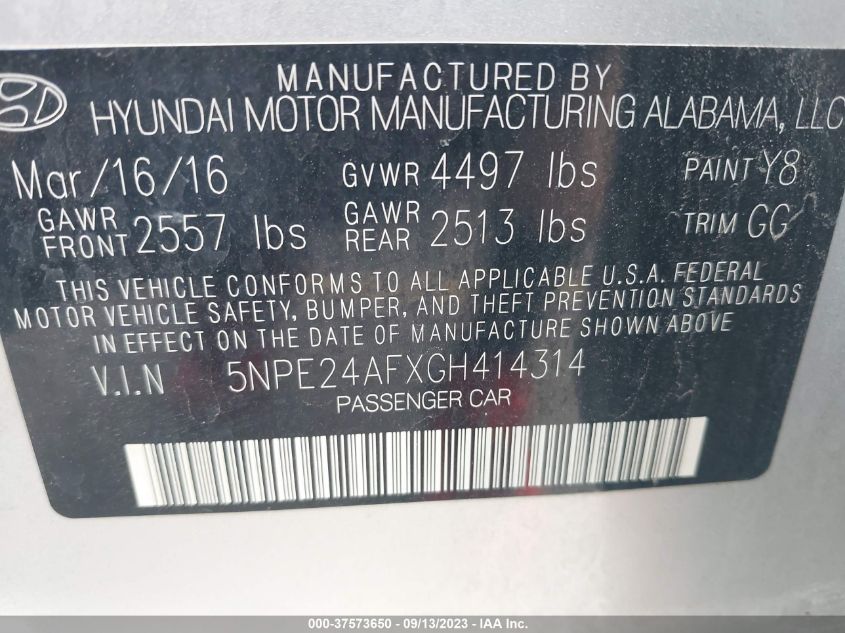 MANUFACTURED BY
HYUNDAI MOTOR MANUFACTURING ALABAMA, LLC
Mar/16/16 GVWR 4497 lbs PAINT Y8
GAWR FRONT 2557 lbs GAWR REAR 2513 lbs TRIM GG
THIS VEHICLE CONFORMS TO ALL APPLICABLE U.S.A. FEDERAL
MOTOR VEHICLE SAFETY, BUMPER, AND THEFT PREVENTION STANDARDS
IN EFFECT ON THE DATE OF MANUFACTURE SHOWN ABOVE
V.I.N 5NPE24AFXGH414314
PASSENGER CAR
000-37573650 - 09/13/2023 - IAA Inc.